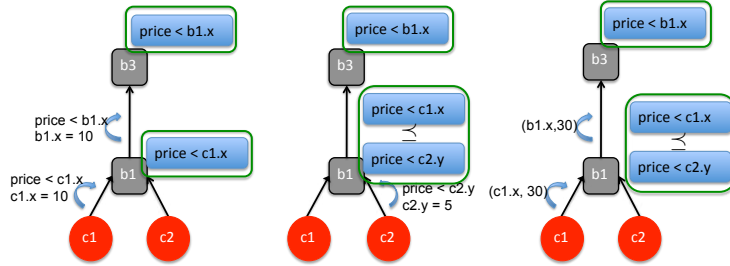 price < b1.x
b3
price < b1.x
b1.x = 10
price < c1.x
b1
price < c1.x
c1.x = 10
c1
c2
price < b1.x
b3
price < c1.x
≼
price < c2.y
b1
price < c2.y
c2.y = 5
c1
c2
price < b1.x
b3
(b1.x,30)
price < c1.x
≼
price < c2.y
b1
(c1.x, 30)
c1
c2